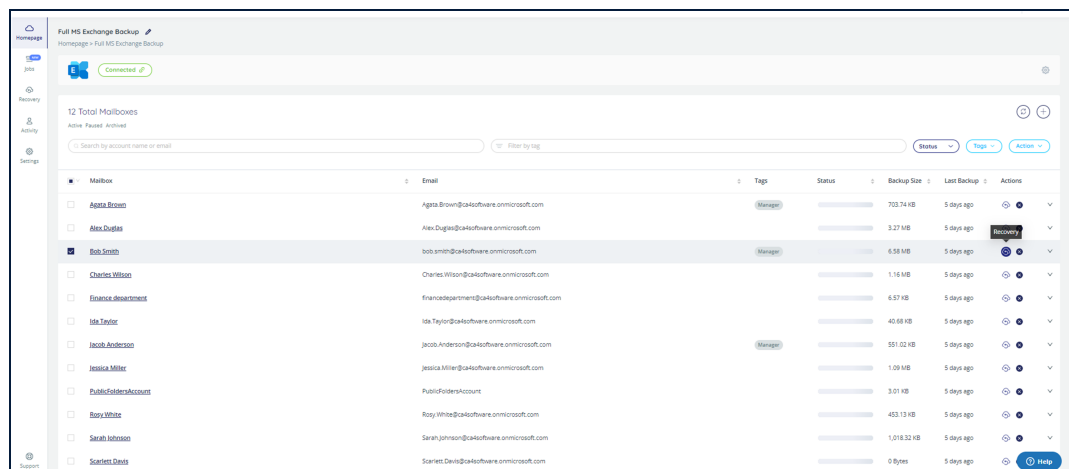 Homepage
Full MS Exchange Backup
Homepage > Full MS Exchange Backup
Jobs
E
Connected
Recovery
12 Total Mailboxes
Active Paused Archived
Activity
Search by account name or email
Filter by tag
Status
Tags
Action
Settings
Mailbox Email Tags Status Backup Size Last Backup Actions
Agata Brown Agata.Brown@ca4software.onmicrosoft.com Manager 703.74 KB 5 days ago
Alex Duglas Alex.Duglas@ca4software.onmicrosoft.com 3.27 MB 5 days ago
Recovery
Bob Smith bob.smith@ca4software.onmicrosoft.com Manager 6.58 MB 5 days ago
Charles Wilson Charles.Wilson@ca4software.onmicrosoft.com 1.16 MB 5 days ago
Finance department financedepartment@ca4software.onmicrosoft.com 6.57 KB 5 days ago
Ida Taylor Ida.Taylor@ca4software.onmicrosoft.com 40.68 KB 5 days ago
Jacob Anderson Jacob.Anderson@ca4software.onmicrosoft.com Manager 551.02 KB 5 days ago
Jessica Miller Jessica.Miller@ca4software.onmicrosoft.com 1.09 MB 5 days ago
PublicFoldersAccount PublicFoldersAccount 3.01 KB 5 days ago
Rosy White Rosy.White@ca4software.onmicrosoft.com 453.13 KB 5 days ago
Sarah Johnson Sarah.Johnson@ca4software.onmicrosoft.com 1,018.32 KB 5 days ago
Scarlett Davis Scarlett.Davis@ca4software.onmicrosoft.com 0 Bytes 5 days ago
Support
Help